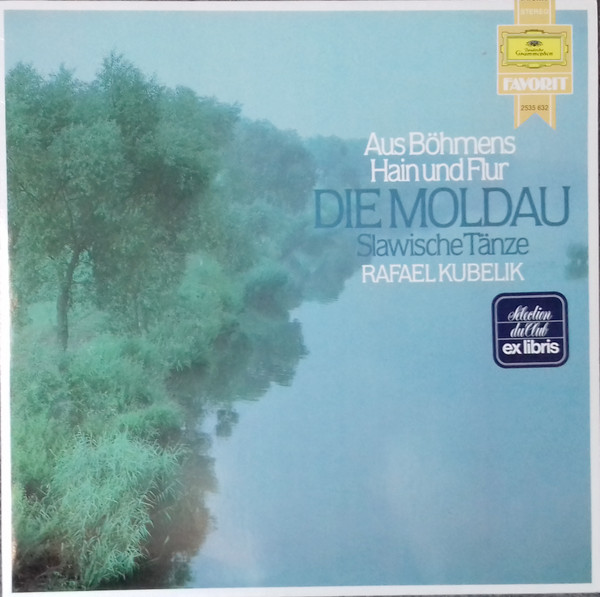 STEREO
Deutsche
Grammophon
FAVORIT
2535 632
Aus Böhmens
Hain und Flur
DIE MOLDAU
Slawische Tänze
RAFAEL KUBELIK
Sélection
du Club
ex libris